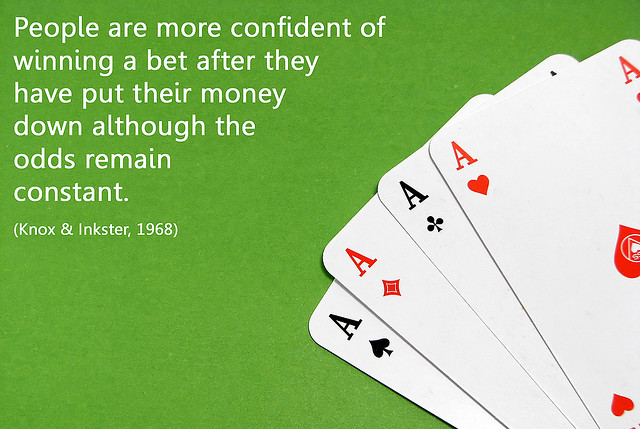 People are more confident of
winning a bet after they
have put their money
down although the
odds remain
constant.
(Knox & Inkster, 1968)
A
A
A
A
A